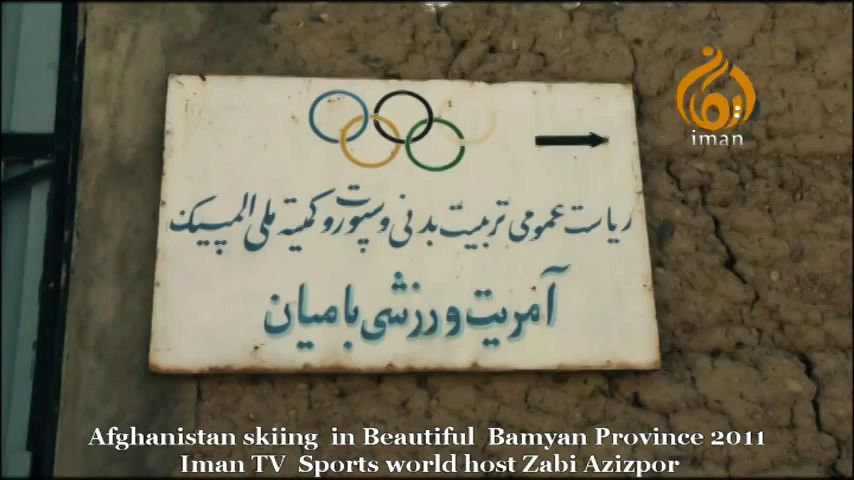 ریاست عمومی تربیت بدنی و سپورت و کمیته ملی المپیک
آمریت ورزشی بامیان
iman
Afghanistan skiing in Beautiful Bamyan Province 2011
Iman TV Sports world host Zabi Azizpor